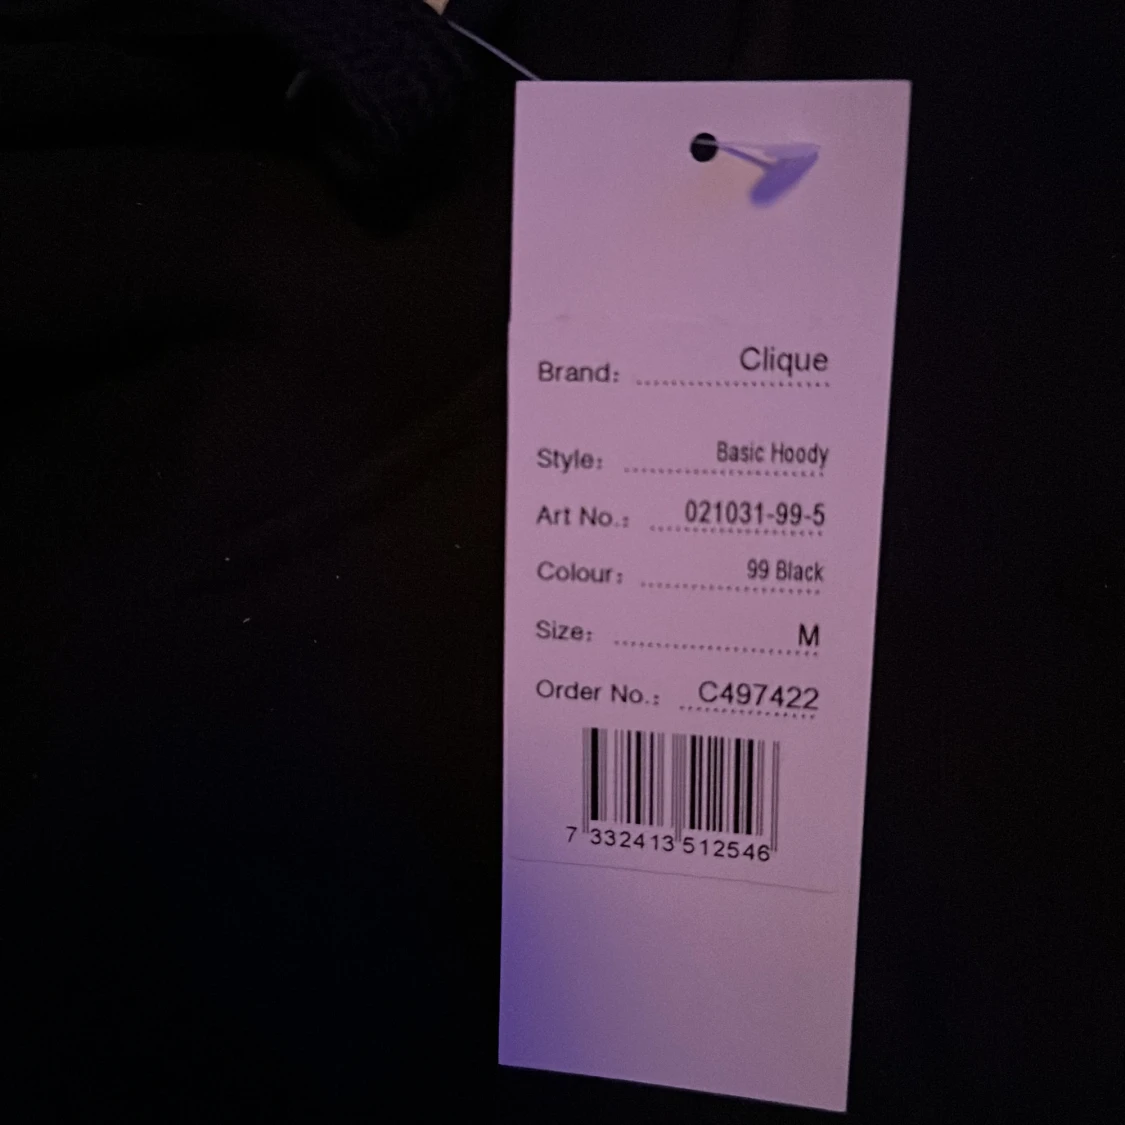 Brand: Clique
Style: Basic Hoody
Art No.: 021031-99-5
Colour: 99 Black
Size: M
Order No.: C497422
7 332413 512546